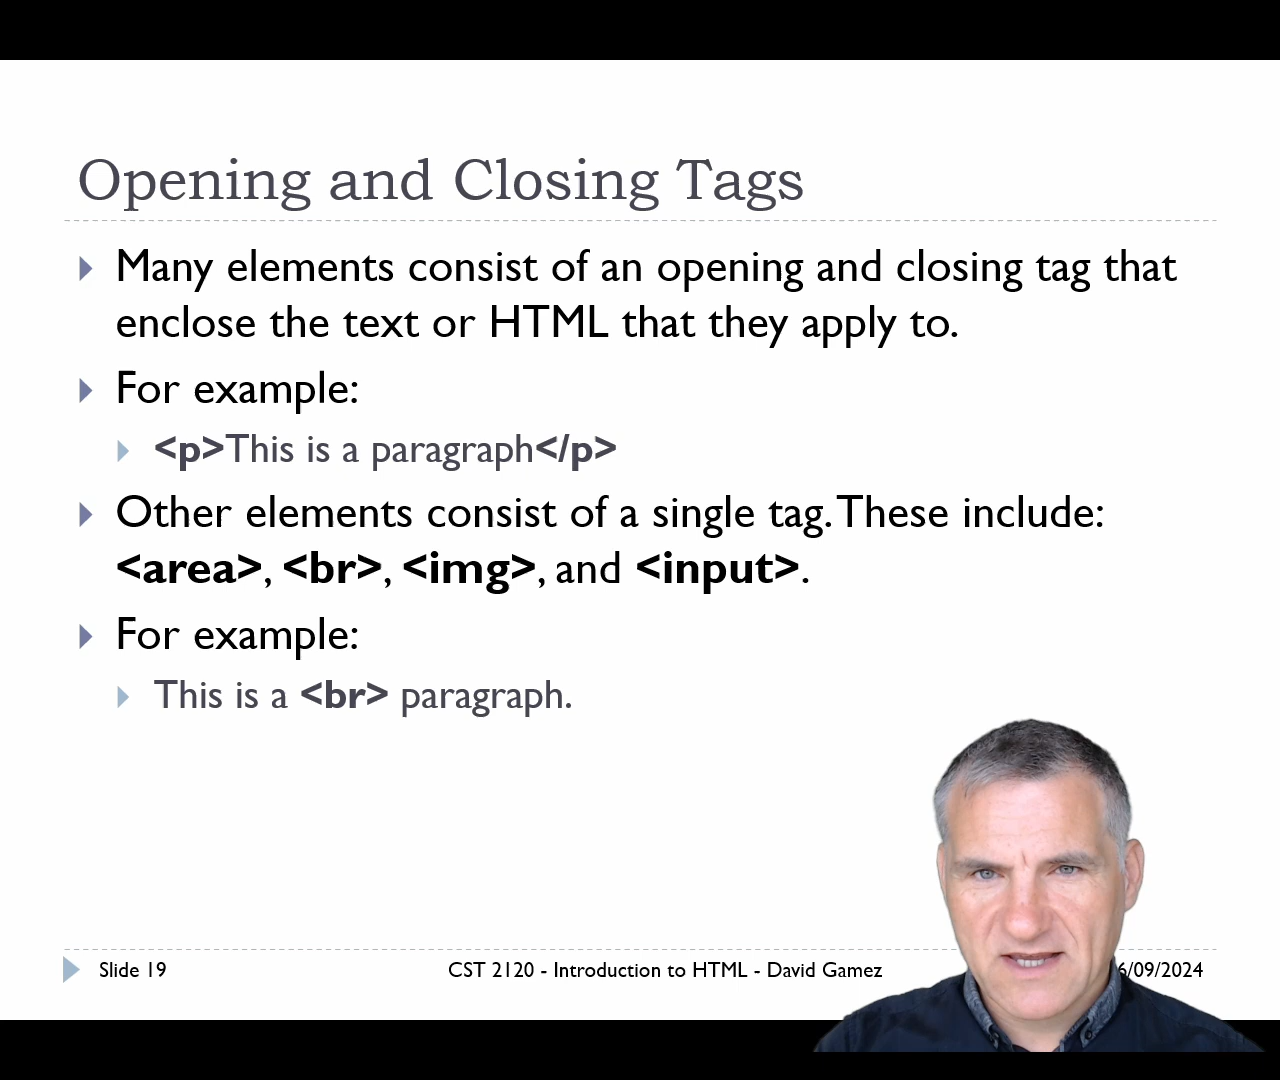 Opening and Closing Tags
Many elements consist of an opening and closing tag that
enclose the text or HTML that they apply to.
For example:
<p>This is a paragraph</p>
Other elements consist of a single tag. These include:
<area>, <br>, <img>, and <input>.
For example:
This is a <br> paragraph.
Slide 19
CST 2120 - Introduction to HTML - David Gamez
6/09/2024